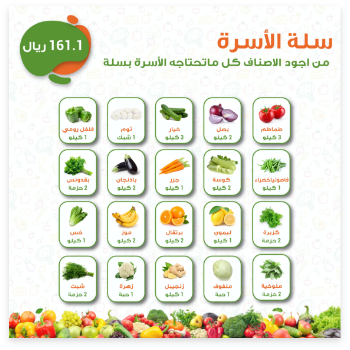 سلة الأسرة
161.1 ريال
من اجود الاصناف كل ماتحتاجه الأسرة بسلة
طماطم
3 كيلو
بصل
2 كيلو
خيار
3 كيلو
ثوم
1 شبك
فلفل رومي
1 كيلو
فاصولياخضراء
1 كيلو
كوسة
2 كيلو
جزر
1 كيلو
باذنجان
2 كيلو
بقدونس
2 حزمة
كزبرة
2 حزمة
ليمون
1 كيلو
برتقال
2 كيلو
موز
2 كيلو
خس
1 كيلو
ملوخية
2 حزمة
ملفوف
1 حبة
زنجبيل
1 كيلو
زهرة
1 حبة
شبت
2 حزمة